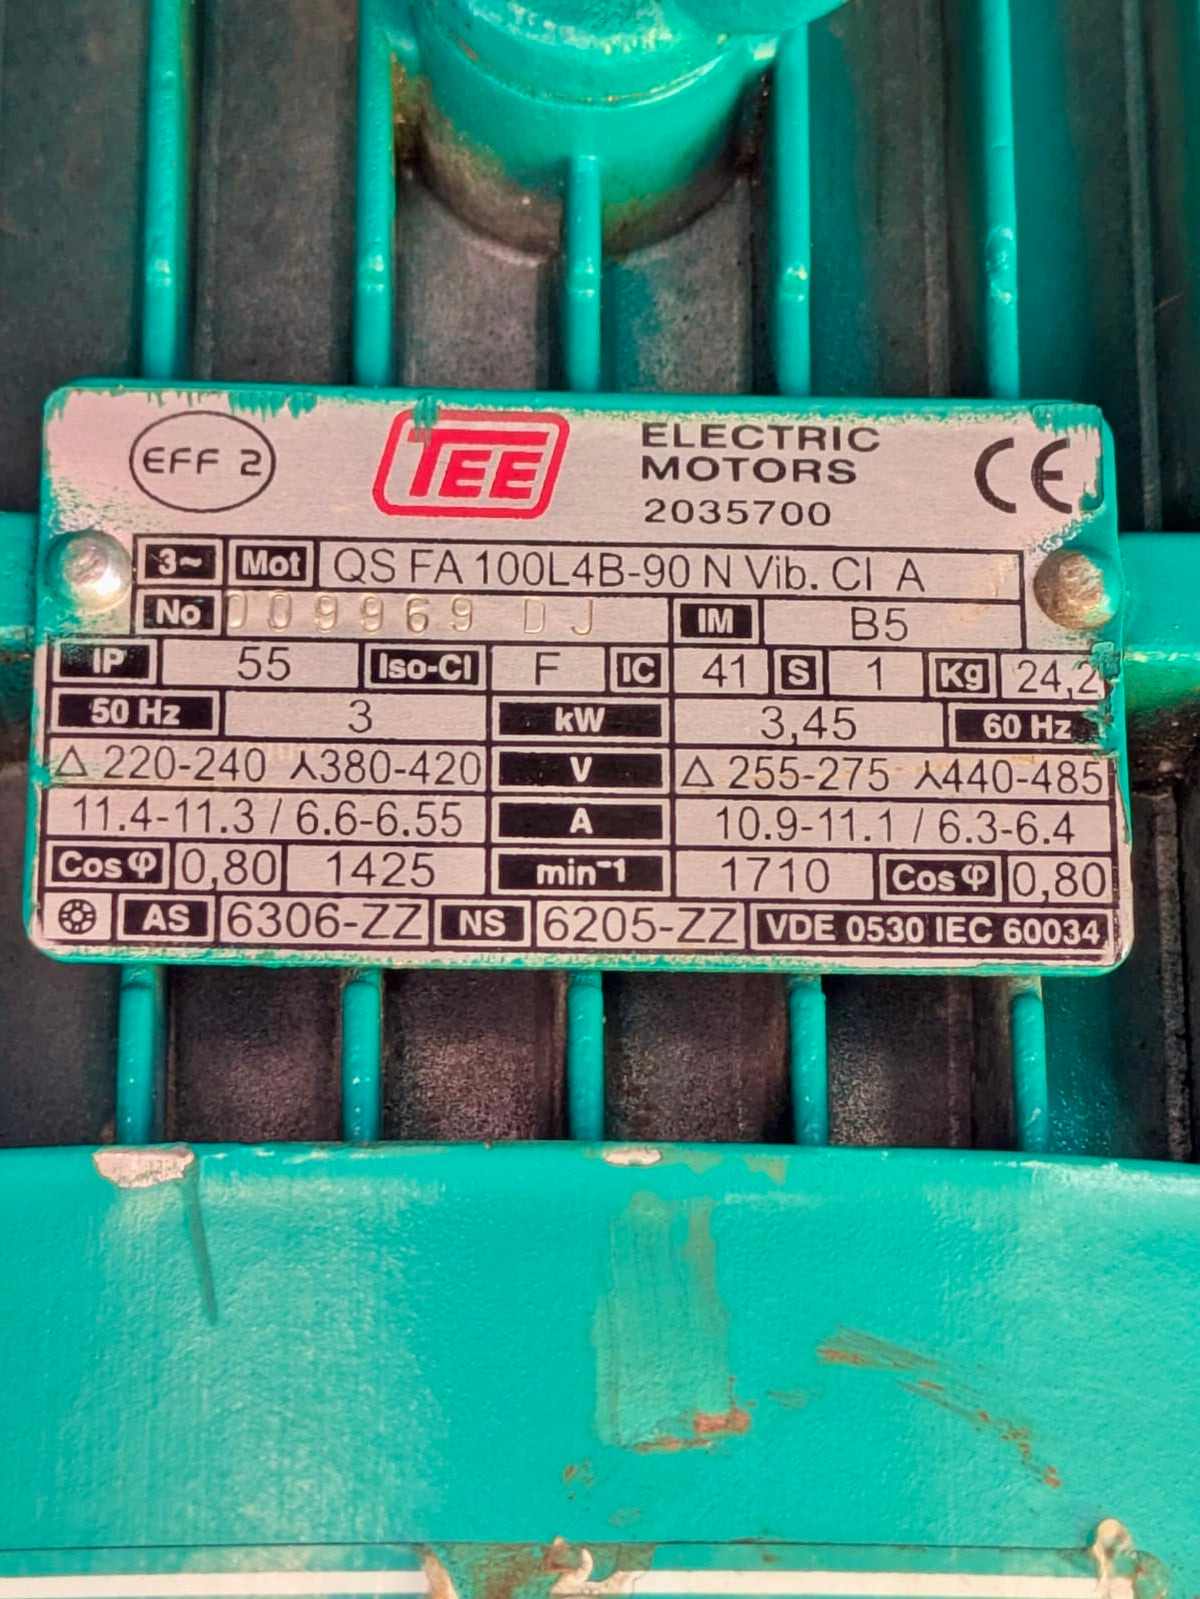 EFF 2
TEE
ELECTRIC
MOTORS
2035700
CE
3~ Mot QS FA 100L4B-90 N Vib. Cl A
No 009969 DJ IM B5
IP 55 Iso-Cl F IC 41 S 1 Kg 24,2
50 Hz 3 kW 3,45 60 Hz
△ 220-240 ⅄380-420 V △ 255-275 ⅄440-485
11.4-11.3 / 6.6-6.55 A 10.9-11.1 / 6.3-6.4
Cos φ 0,80 1425 min⁻¹ 1710 Cos φ 0,80
AS 6306-ZZ NS 6205-ZZ VDE 0530 IEC 60034